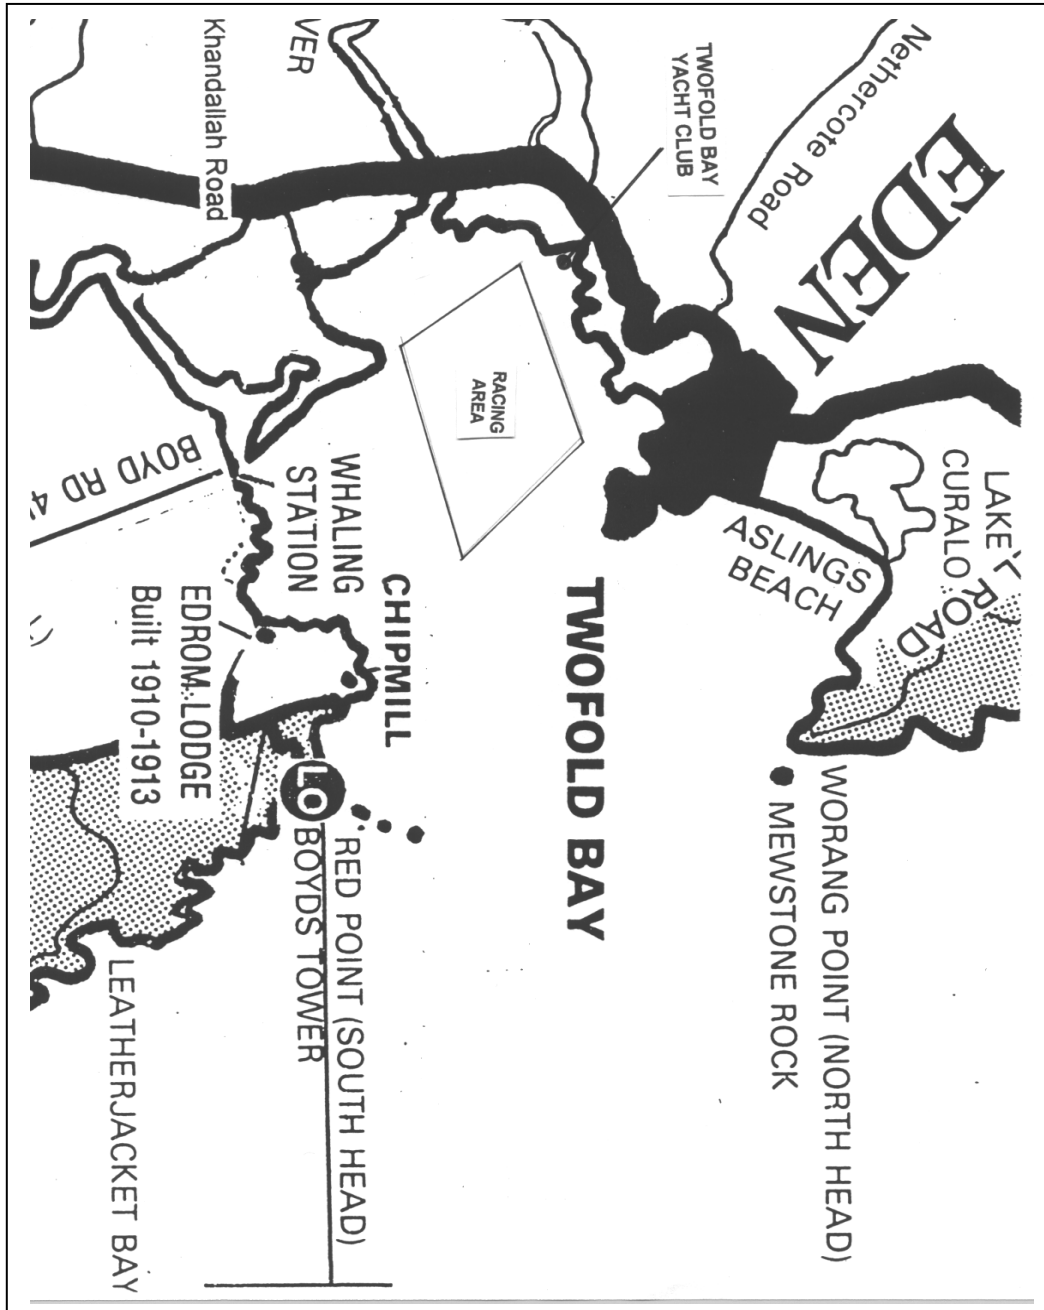 EDEN
Nethercote Road
TWOFOLD BAY
YACHT CLUB
VER
Khandallah Road
LAKE
CURALO
ROAD
ASLINGS
BEACH
RACING
AREA
WORANG POINT (NORTH HEAD)
MEWSTONE ROCK
TWOFOLD BAY
CHIPMILL
WHALING
STATION
BOYD RD 4
EDROM LODGE
Built 1910-1913
LO
RED POINT (SOUTH HEAD)
BOYDS TOWER
LEATHERJACKET BAY